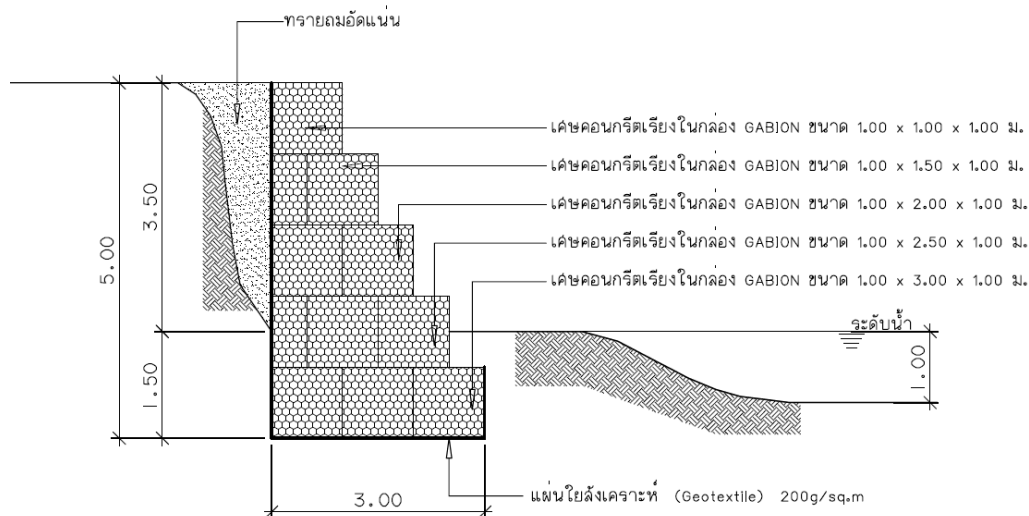 ทรายถมอัดแน่น
เศษคอนกรีตเรียงในกล่อง GABION ขนาด 1.00 x 1.00 x 1.00 ม.
เศษคอนกรีตเรียงในกล่อง GABION ขนาด 1.00 x 1.50 x 1.00 ม.
เศษคอนกรีตเรียงในกล่อง GABION ขนาด 1.00 x 2.00 x 1.00 ม.
เศษคอนกรีตเรียงในกล่อง GABION ขนาด 1.00 x 2.50 x 1.00 ม.
เศษคอนกรีตเรียงในกล่อง GABION ขนาด 1.00 x 3.00 x 1.00 ม.
5.00
3.50
1.50
ระดับน้ำ
1.00
3.00
แผ่นใยสังเคราะห์ (Geotextile) 200g/sq.m